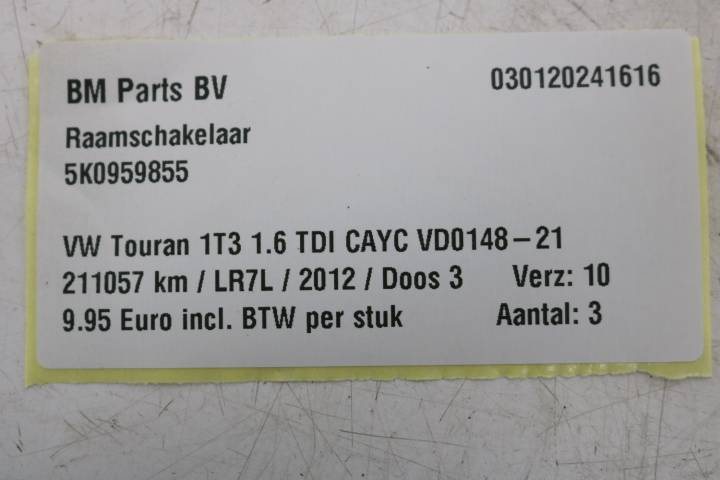 BM Parts BV 030120241616
Raamschakelaar
5K0959855
VW Touran 1T3 1.6 TDI CAYC VD0148-21
211057 km / LR7L / 2012 / Doos 3 Verz: 10
9.95 Euro incl. BTW per stuk Aantal: 3